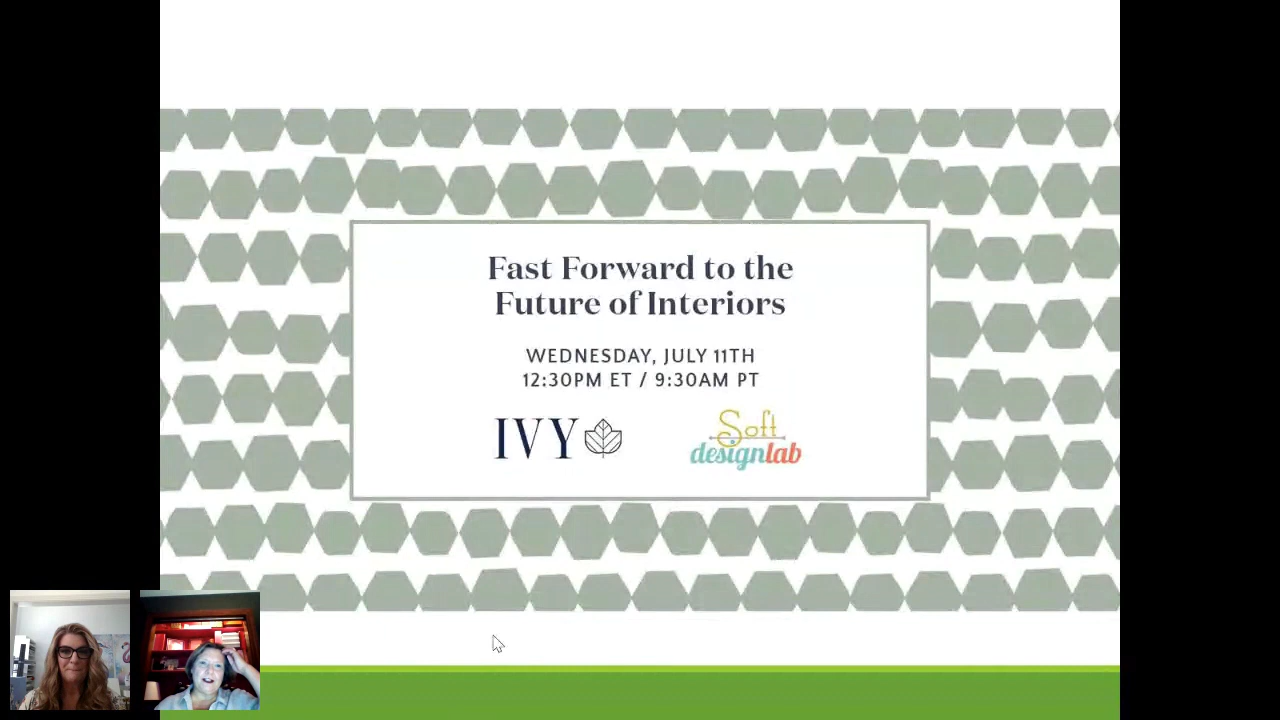 Fast Forward to the
Future of Interiors
WEDNESDAY, JULY 11TH
12:30PM ET / 9:30AM PT
IVY
Soft
designlab